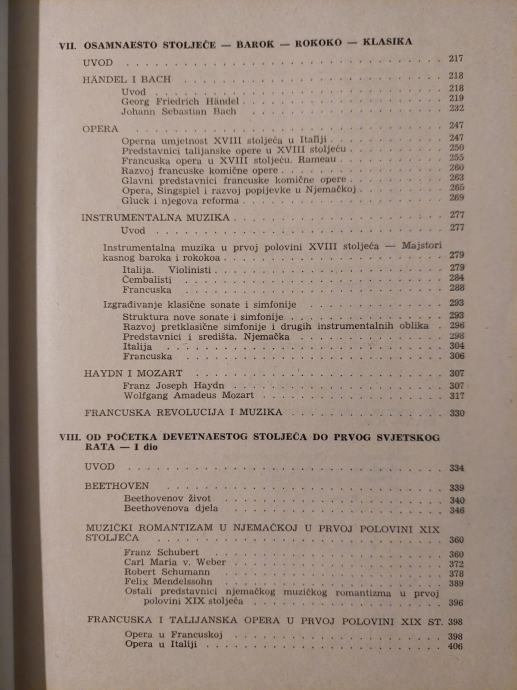 VII. OSAMNAESTO STOLJEĆE — BAROK — ROKOKO — KLASIKA
UVOD . . . 217
HÄNDEL I BACH . . . 218
Uvod . . . 218
Georg Friedrich Händel . . . 219
Johann Sebastian Bach . . . 232
OPERA . . . 247
Operna umjetnost XVIII stoljeća u Italiji . . . 247
Predstavnici talijanske opere u XVIII stoljeću . . . 250
Francuska opera u XVIII stoljeću. Rameau . . . 255
Razvoj francuske komične opere . . . 260
Glavni predstavnici francuske komične opere . . . 263
Opera, Singspiel i razvoj popijevke u Njemačkoj . . . 265
Gluck i njegova reforma . . . 269
INSTRUMENTALNA MUZIKA . . . 277
Uvod . . . 277
Instrumentalna muzika u prvoj polovini XVIII stoljeća — Majstori
kasnog baroka i rokokoa . . . 279
Italija. Violinisti . . . 279
Čembalisti . . . 284
Francuska . . . 288
Izgrađivanje klasične sonate i simfonije . . . 293
Struktura nove sonate i simfonije . . . 293
Razvoj pretklasične simfonije i drugih instrumentalnih oblika . 296
Predstavnici i središta. Njemačka . . . 298
Italija . . . 304
Francuska . . . 306
HAYDN I MOZART . . . 307
Franz Joseph Haydn . . . 307
Wolfgang Amadeus Mozart . . . 317
FRANCUSKA REVOLUCIJA I MUZIKA . . . 330
VIII. OD POČETKA DEVETNAESTOG STOLJEĆA DO PRVOG SVJETSKOG
RATA — I dio
UVOD . . . 334
BEETHOVEN . . . 339
Beethovenov život . . . 340
Beethovenova djela . . . 346
MUZIČKI ROMANTIZAM U NJEMAČKOJ U PRVOJ POLOVINI XIX
STOLJEĆA . . . 360
Franz Schubert . . . 360
Carl Maria v. Weber . . . 372
Robert Schumann . . . 378
Felix Mendelssohn . . . 389
Ostali predstavnici njemačkog muzičkog romantizma u prvoj
polovini XIX stoljeća . . . 396
FRANCUSKA I TALIJANSKA OPERA U PRVOJ POLOVINI XIX ST. 398
Opera u Francuskoj . . . 398
Opera u Italiji . . . 406